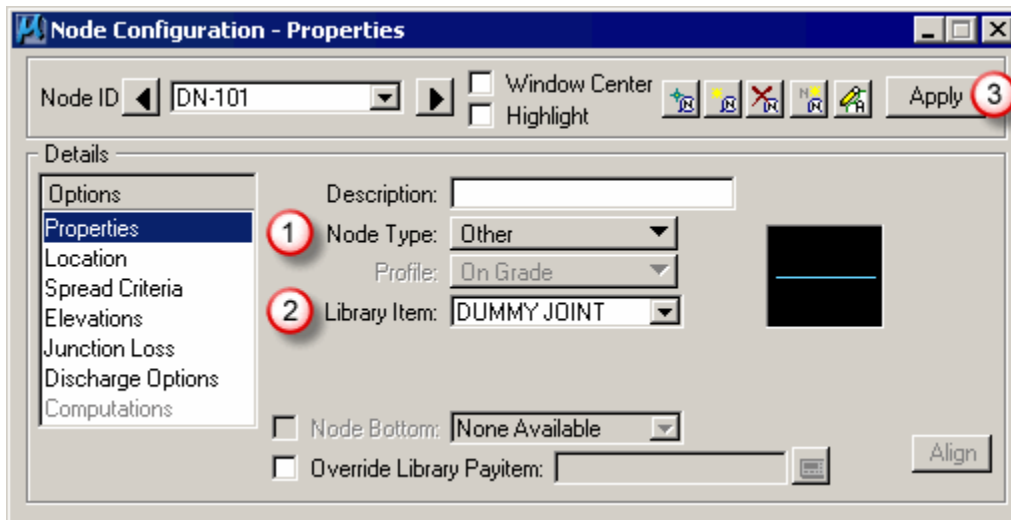 Node Configuration - Properties
Node ID DN-101 Window Center Apply 3
Highlight
Details
Options
Properties
Location
Spread Criteria
Elevations
Junction Loss
Discharge Options
Computations
Description:
1 Node Type: Other
Profile: On Grade
2 Library Item: DUMMY JOINT
Node Bottom: None Available
Override Library Payitem:
Align